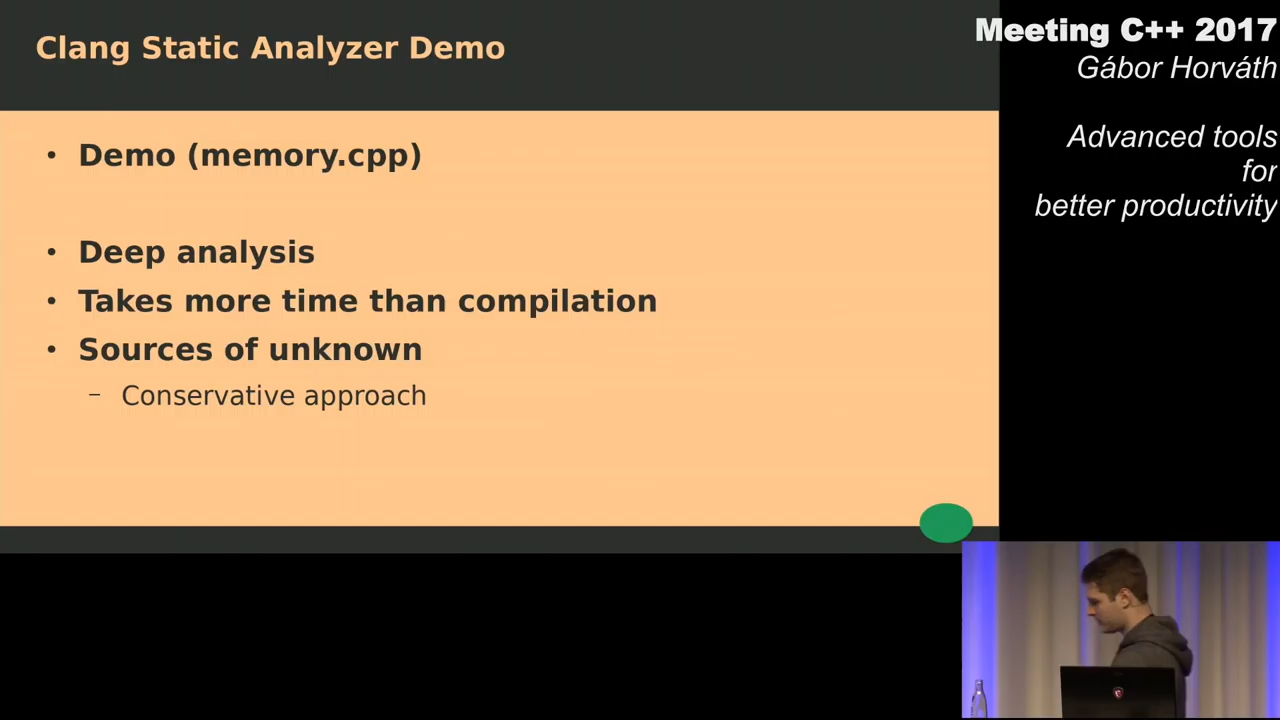 Clang Static Analyzer Demo
• Demo (memory.cpp)
• Deep analysis
• Takes more time than compilation
• Sources of unknown
– Conservative approach
Meeting C++ 2017
Gábor Horváth
Advanced tools
for
better productivity